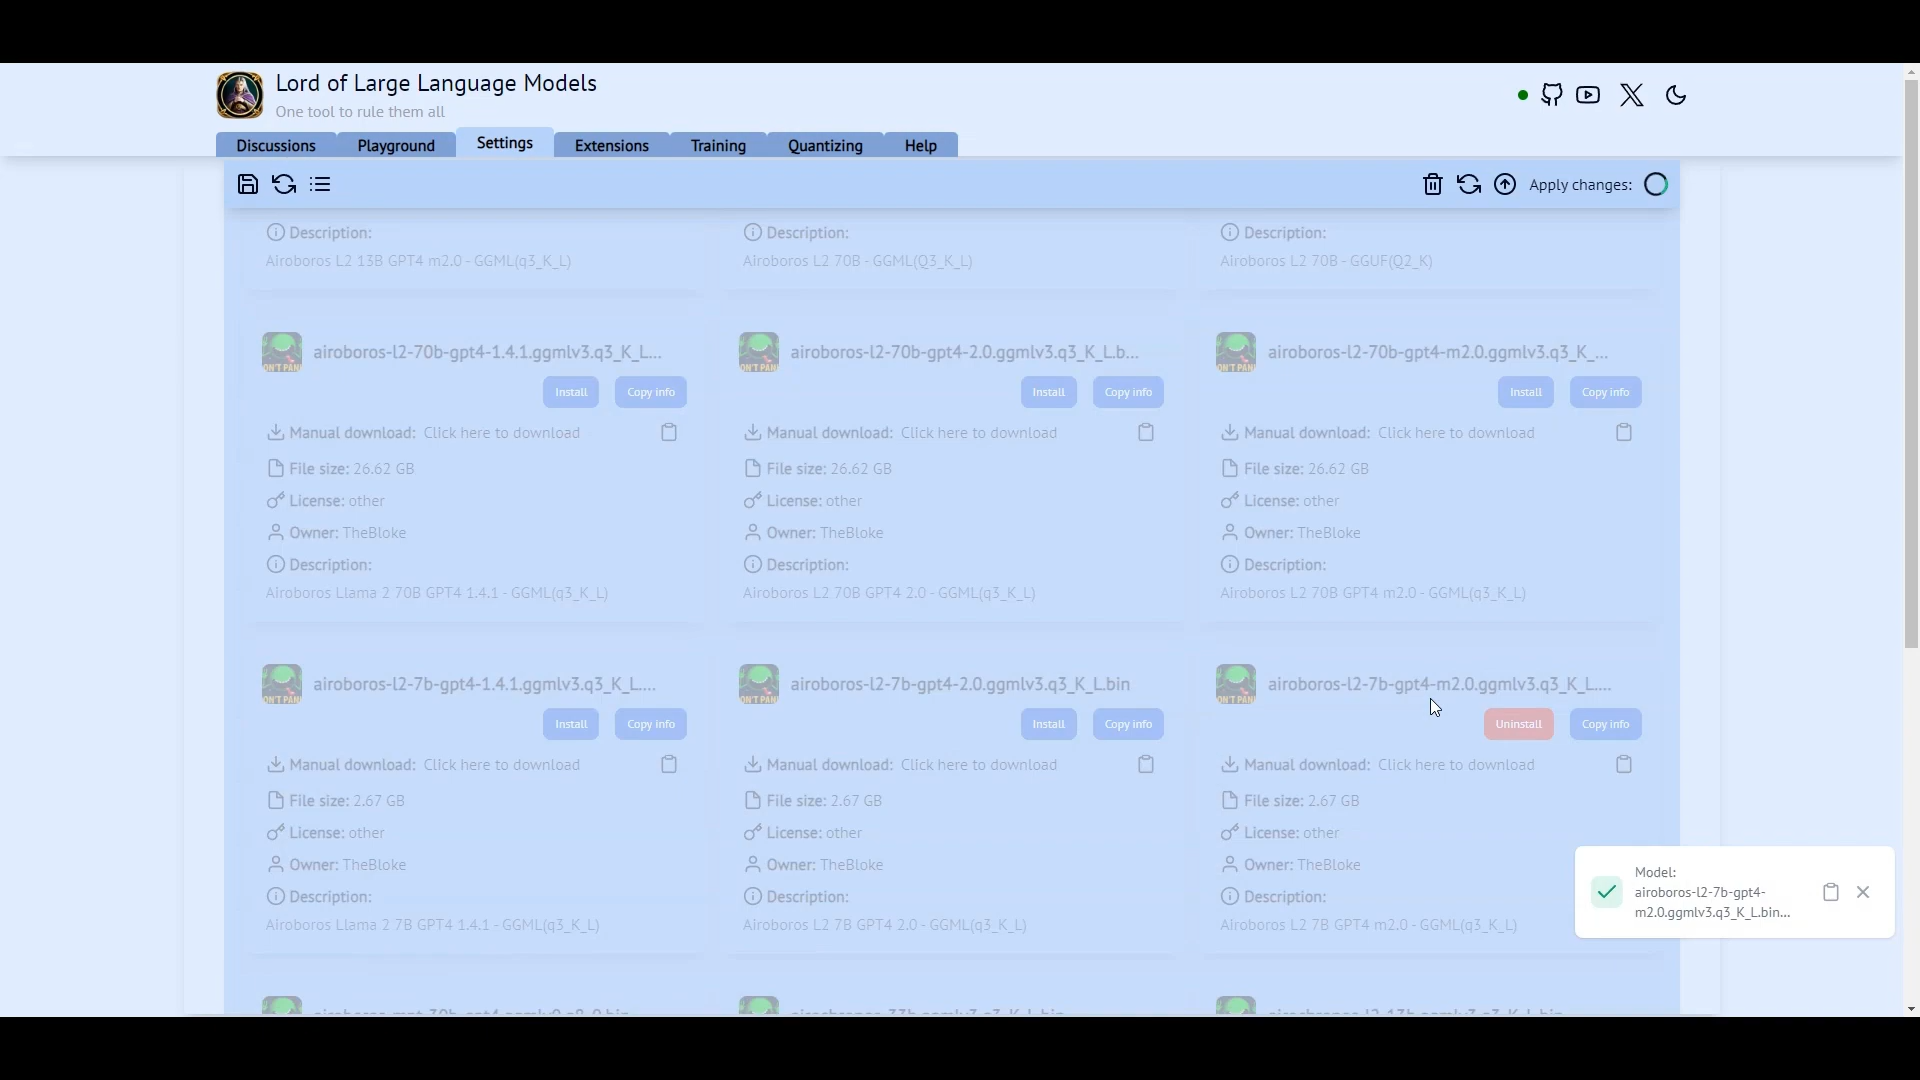 Lord of Large Language Models
One tool to rule them all
Discussions Playground Settings Extensions Training Quantizing Help
Apply changes:
Description: Description: Description:
Airoboros L2 13B GPT4 m2.0 - GGML(q3_K_L) Airoboros L2 70B - GGML(Q3_K_L) Airoboros L2 70B - GGUF(Q2_K)
airoboros-l2-70b-gpt4-1.4.1.ggmlv3.q3_K_L... airoboros-l2-70b-gpt4-2.0.ggmlv3.q3_K_L.b... airoboros-l2-70b-gpt4-m2.0.ggmlv3.q3_K_...
Install Copy info Install Copy info Install Copy info
Manual download: Click here to download Manual download: Click here to download Manual download: Click here to download
File size: 26.62 GB File size: 26.62 GB File size: 26.62 GB
License: other License: other License: other
Owner: TheBloke Owner: TheBloke Owner: TheBloke
Description: Description: Description:
Airoboros Llama 2 70B GPT4 1.4.1 - GGML(q3_K_L) Airoboros L2 70B GPT4 2.0 - GGML(q3_K_L) Airoboros L2 70B GPT4 m2.0 - GGML(q3_K_L)
airoboros-l2-7b-gpt4-1.4.1.ggmlv3.q3_K_L.... airoboros-l2-7b-gpt4-2.0.ggmlv3.q3_K_L.bin airoboros-l2-7b-gpt4-m2.0.ggmlv3.q3_K_L....
Install Copy info Install Copy info Uninstall Copy info
Manual download: Click here to download Manual download: Click here to download Manual download: Click here to download
File size: 2.67 GB File size: 2.67 GB File size: 2.67 GB
License: other License: other License: other
Owner: TheBloke Owner: TheBloke Owner: TheBloke
Description: Description: Description:
Airoboros Llama 2 7B GPT4 1.4.1 - GGML(q3_K_L) Airoboros L2 7B GPT4 2.0 - GGML(q3_K_L) Airoboros L2 7B GPT4 m2.0 - GGML(q3_K_L)
Model:
airoboros-l2-7b-gpt4-
m2.0.ggmlv3.q3_K_L.bin...